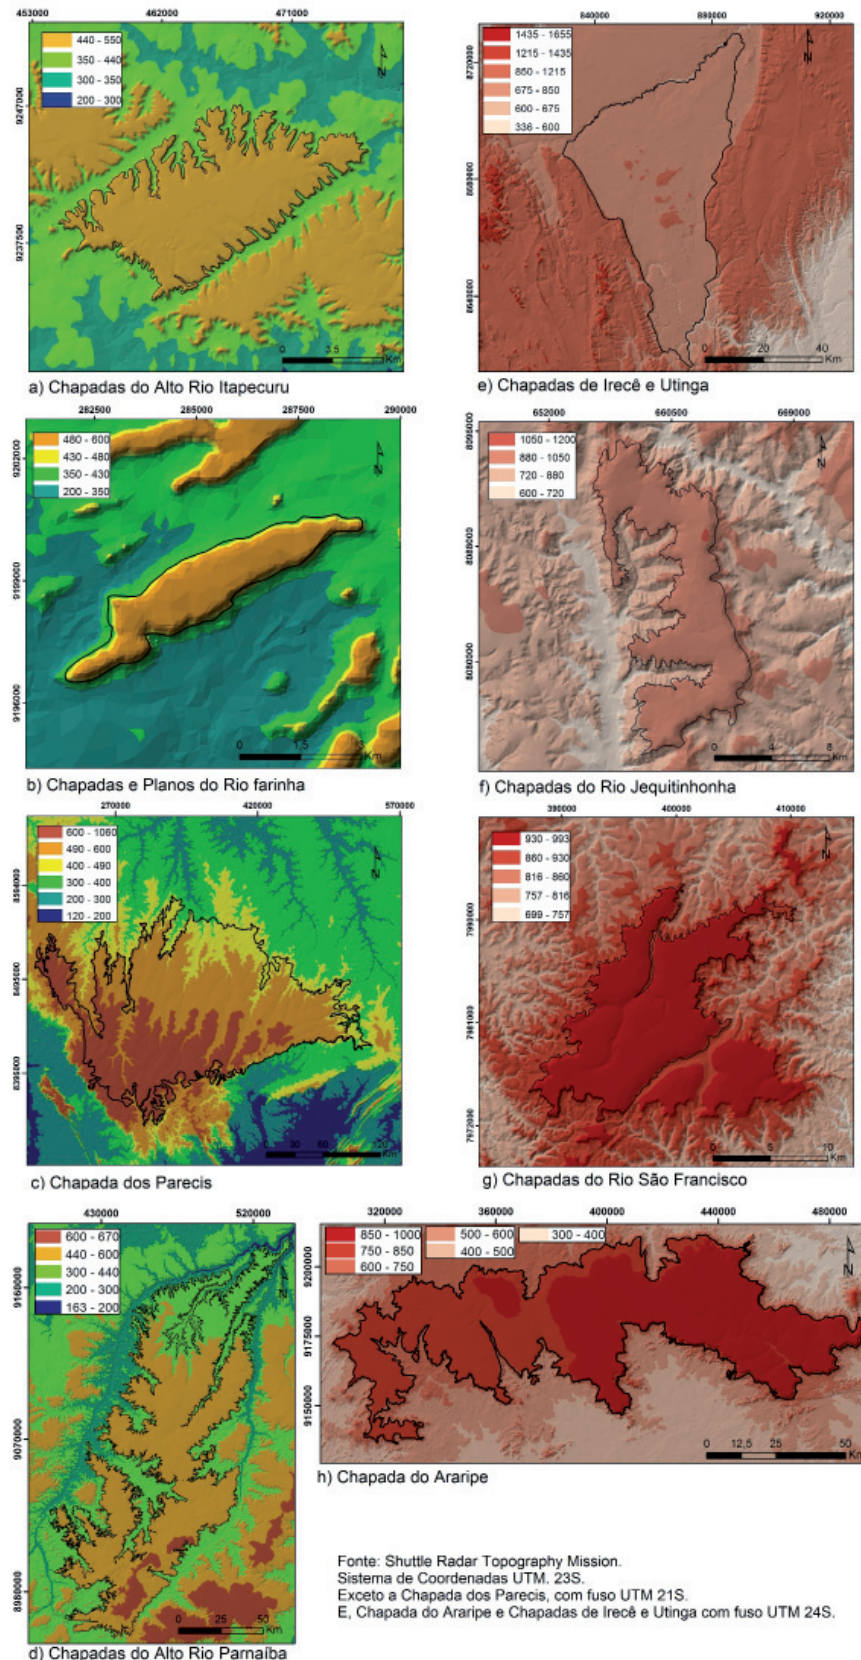 453000 462000 471000
440 - 550
350 - 440
300 - 350
200 - 300
N
9247000
9237500
0 3.5 7
Km
a) Chapadas do Alto Rio Itapecuru
840000 880000 920000
1435 - 1655
1215 - 1435
850 - 1215
675 - 850
600 - 675
336 - 600
N
8720000
8680000
8640000
0 20 40
Km
e) Chapadas de Irecê e Utinga
282500 285000 287500 290000
480 - 600
430 - 480
350 - 430
200 - 350
N
9202000
9199000
9196000
0 1,5 3
Km
b) Chapadas e Planos do Rio farinha
652000 660500 669000
1050 - 1200
880 - 1050
720 - 880
600 - 720
N
8095000
8088000
8080000
0 4 8
Km
f) Chapadas do Rio Jequitinhonha
270000 420000 570000
600 - 1060
490 - 600
400 - 490
300 - 400
200 - 300
120 - 200
N
8495000
8395000
0 30 60
Km
c) Chapada dos Parecis
390000 400000 410000
930 - 993
860 - 930
816 - 860
757 - 816
699 - 757
N
7990000
7981000
7972000
0 5 10
Km
g) Chapadas do Rio São Francisco
430000 520000
600 - 670
440 - 600
300 - 440
200 - 300
163 - 200
N
9160000
9070000
8980000
0 25 50
Km
d) Chapadas do Alto Rio Parnaíba
320000 360000 400000 440000 480000
850 - 1000 500 - 600 300 - 400
750 - 850 400 - 500
600 - 750
N
9200000
9175000
9150000
0 12,5 25 50
Km
h) Chapada do Araripe
Fonte: Shuttle Radar Topography Mission.
Sistema de Coordenadas UTM, 23S.
Exceto a Chapada dos Parecis, com fuso UTM 21S.
E, Chapada do Araripe e Chapadas de Irecê e Utinga com fuso UTM 24S.